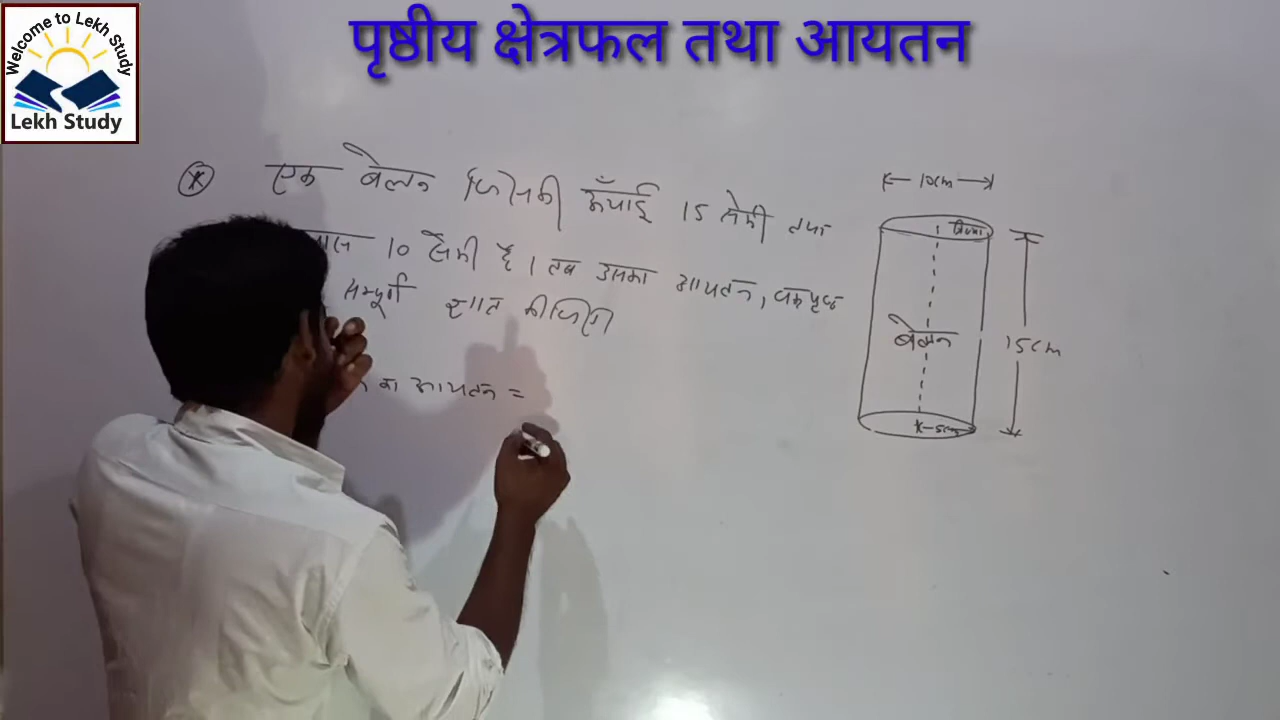 Welcome to Lekh Study
Lekh Study
पृष्ठीय क्षेत्रफल तथा आयतन
एक बेलन जिसकी ऊँचाई 15 सेमी तथा
10 सेमी है। तब उसका आयतन, वक्रपृष्ठ
सम्पूर्ण ज्ञात कीजिए
का आयतन =
10cm
त्रिज्या
बेलन
15cm
5cm